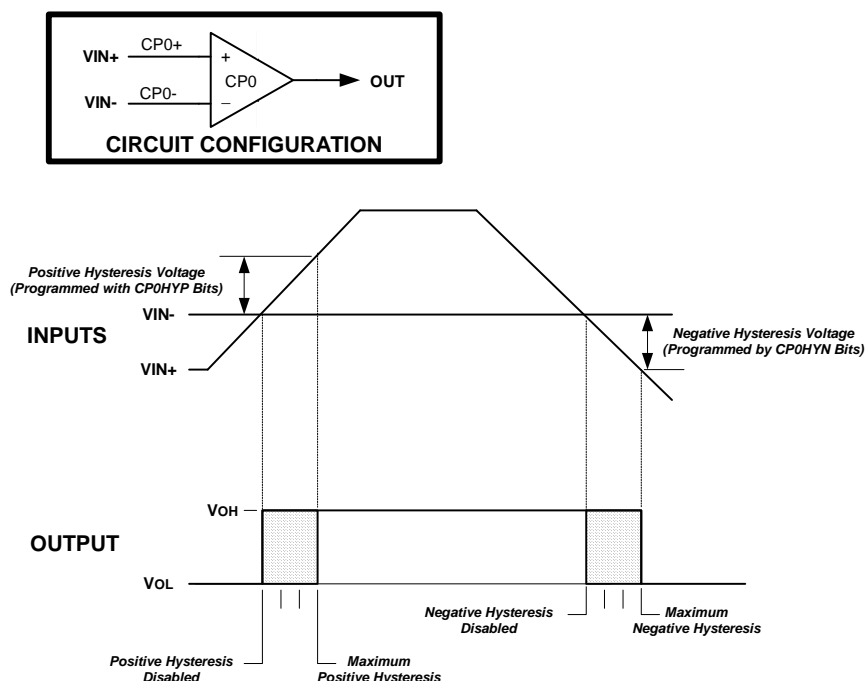 CP0+
VIN+
+
CP0
OUT
CP0-
VIN-
−
CIRCUIT CONFIGURATION
Positive Hysteresis Voltage
(Programmed with CP0HYP Bits)
VIN-
INPUTS
Negative Hysteresis Voltage
(Programmed by CP0HYN Bits)
VIN+
VOH
OUTPUT
VOL
Negative Hysteresis
Disabled
Maximum
Negative Hysteresis
Positive Hysteresis
Disabled
Maximum
Positive Hysteresis